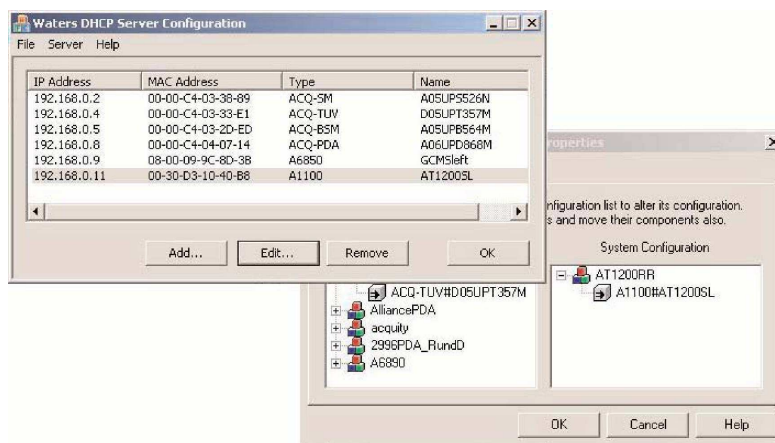 Waters DHCP Server Configuration
File Server Help
IP Address MAC Address Type Name
192.168.0.2 00-00-C4-03-38-89 ACQ-SM A05UPS526N
192.168.0.4 00-00-C4-03-33-E1 ACQ-TUV D05UPT357M
192.168.0.5 00-00-C4-03-2D-ED ACQ-BSM A05UPB564M
192.168.0.8 00-00-C4-04-07-14 ACQ-PDA A06UPD868M
192.168.0.9 08-00-09-9C-8D-3B A6850 GCMSleft
192.168.0.11 00-30-D3-10-40-B8 A1100 AT1200SL
Add... Edit... Remove OK
roperties
nfiguration list to alter its configuration.
s and move their components also.
System Configuration
ACQ-TUV#D05UPT357M
AlliancePDA
acquity
2996PDA_RundD
A6890
AT1200RR
A1100#AT1200SL
OK Cancel Help